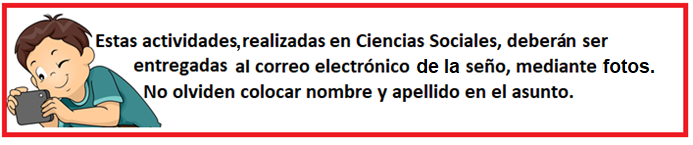 Estas actividades,realizadas en Ciencias Sociales, deberán ser
entregadas al correo electrónico de la seño, mediante fotos.
No olviden colocar nombre y apellido en el asunto.